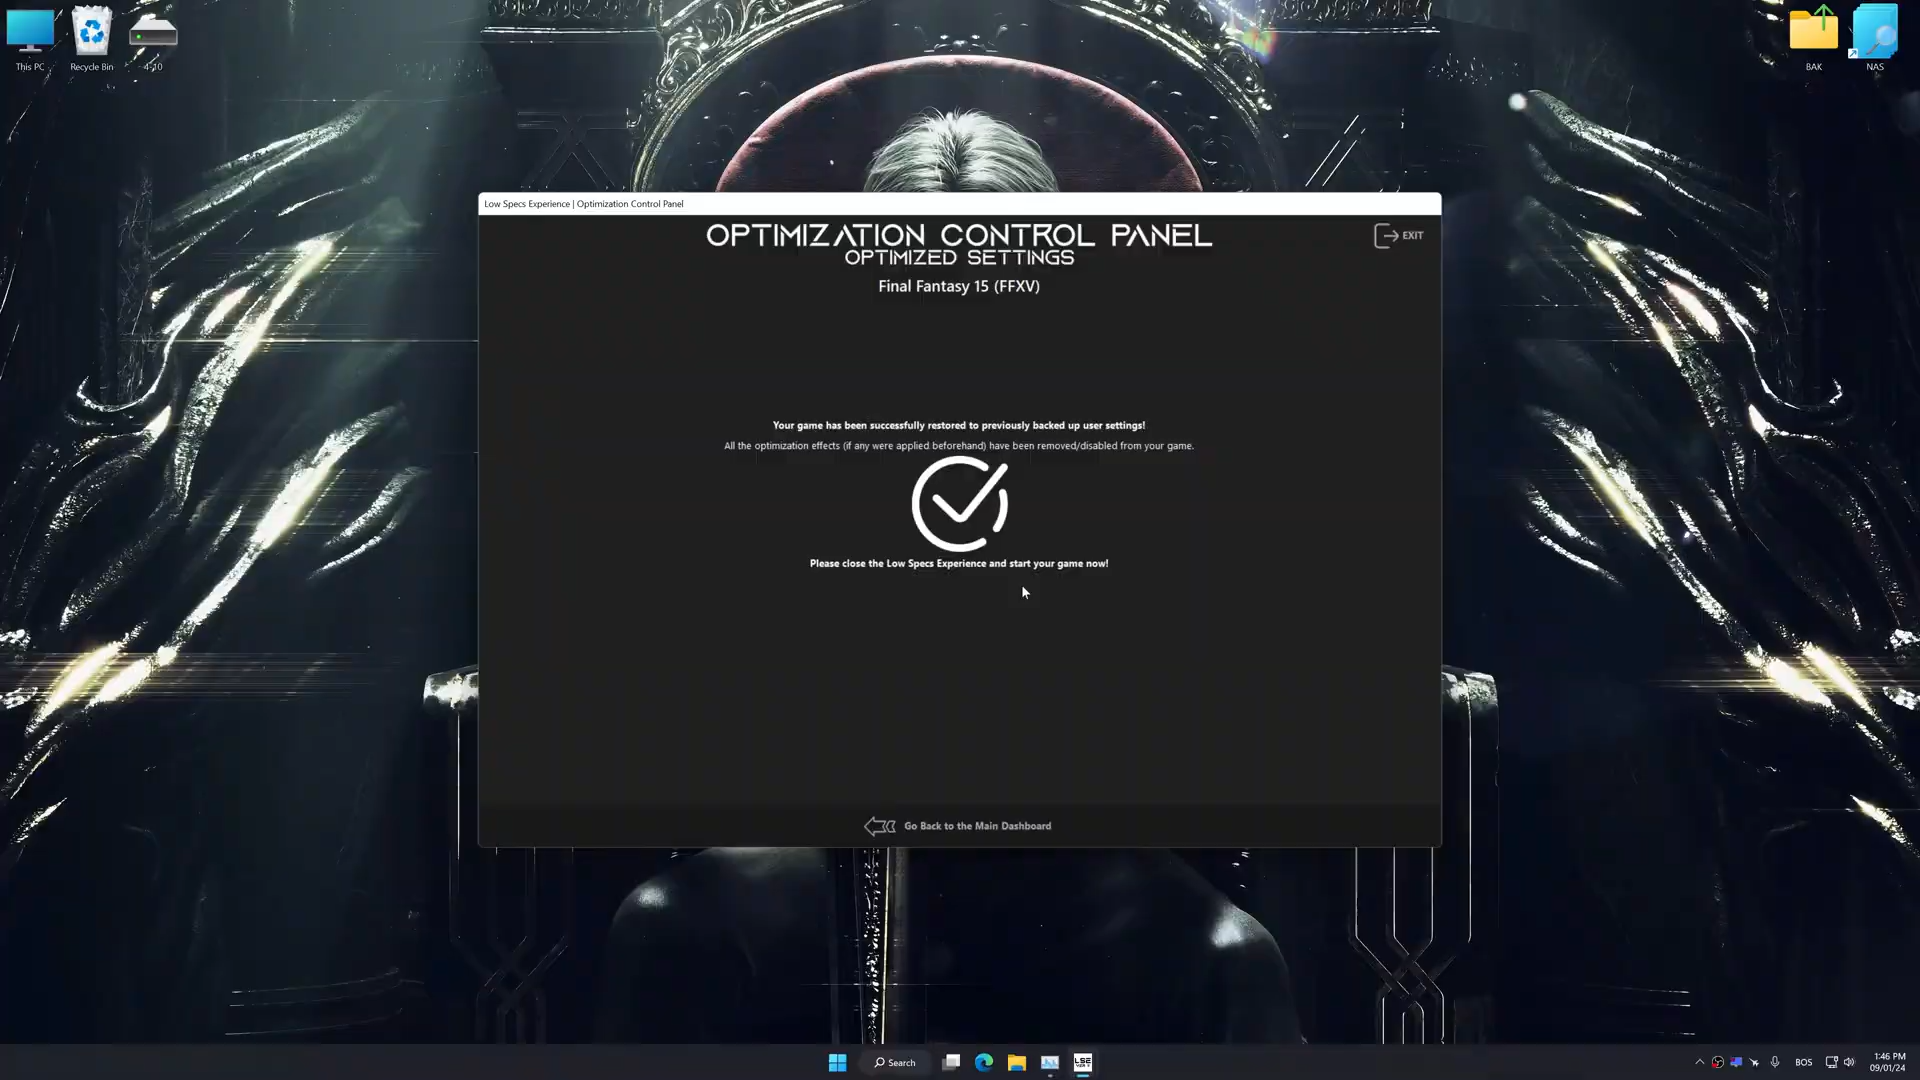 This PC
Recycle Bin
4-10
BAK
NAS
Low Specs Experience | Optimization Control Panel
OPTIMIZATION CONTROL PANEL
EXIT
OPTIMIZED SETTINGS
Final Fantasy 15 (FFXV)
Your game has been successfully restored to previously backed up user settings!
All the optimization effects (if any were applied beforehand) have been removed/disabled from your game.
Please close the Low Specs Experience and start your game now!
Go Back to the Main Dashboard
Search
LSE
BOS
1:46 PM
09/01/24